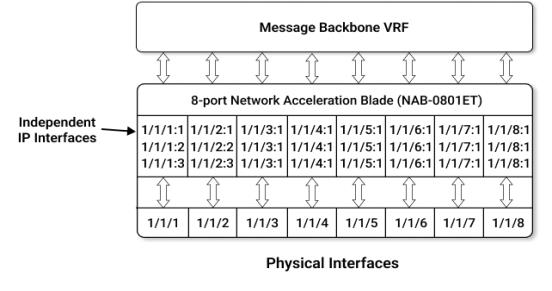 Message Backbone VRF
8-port Network Acceleration Blade (NAB-0801ET)
Independent
IP Interfaces
1/1/1:1 1/1/2:1 1/1/3:1 1/1/4:1 1/1/5:1 1/1/6:1 1/1/7:1 1/1/8:1
1/1/1:2 1/1/2:2 1/1/3:1 1/1/4:1 1/1/5:1 1/1/6:1 1/1/7:1 1/1/8:1
1/1/1:3 1/1/2:3 1/1/3:1 1/1/4:1 1/1/5:1 1/1/6:1 1/1/7:1 1/1/8:1
1/1/1 1/1/2 1/1/3 1/1/4 1/1/5 1/1/6 1/1/7 1/1/8
Physical Interfaces